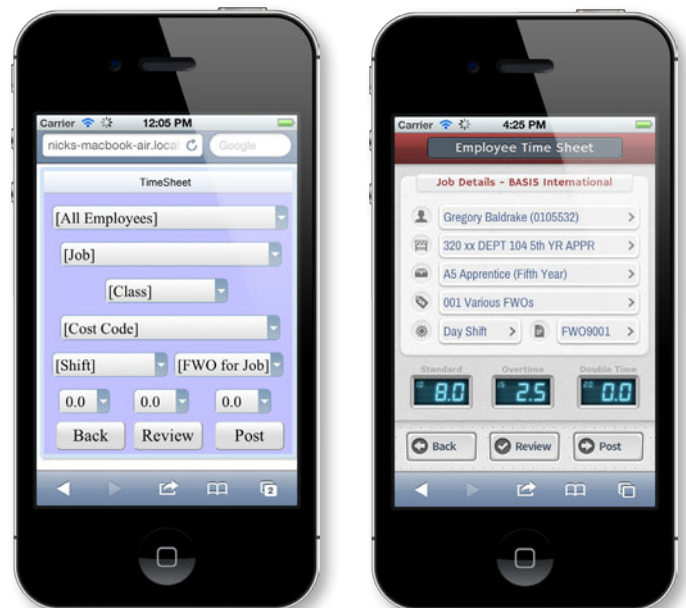 Carrier 12:05 PM
nicks-macbook-air.local Google
TimeSheet
[All Employees]
[Job]
[Class]
[Cost Code]
[Shift] [FWO for Job]
0.0 0.0 0.0
Back Review Post
2
Carrier 4:25 PM
Employee Time Sheet
Job Details - BASIS International
Gregory Baldrake (0105532)
320 xx DEPT 104 5th YR APPR
A5 Apprentice (Fifth Year)
001 Various FWOs
Day Shift FWO9001
Standard Overtime Double Time
10 8.0 15 2.5 20 0.0
Back Review Post